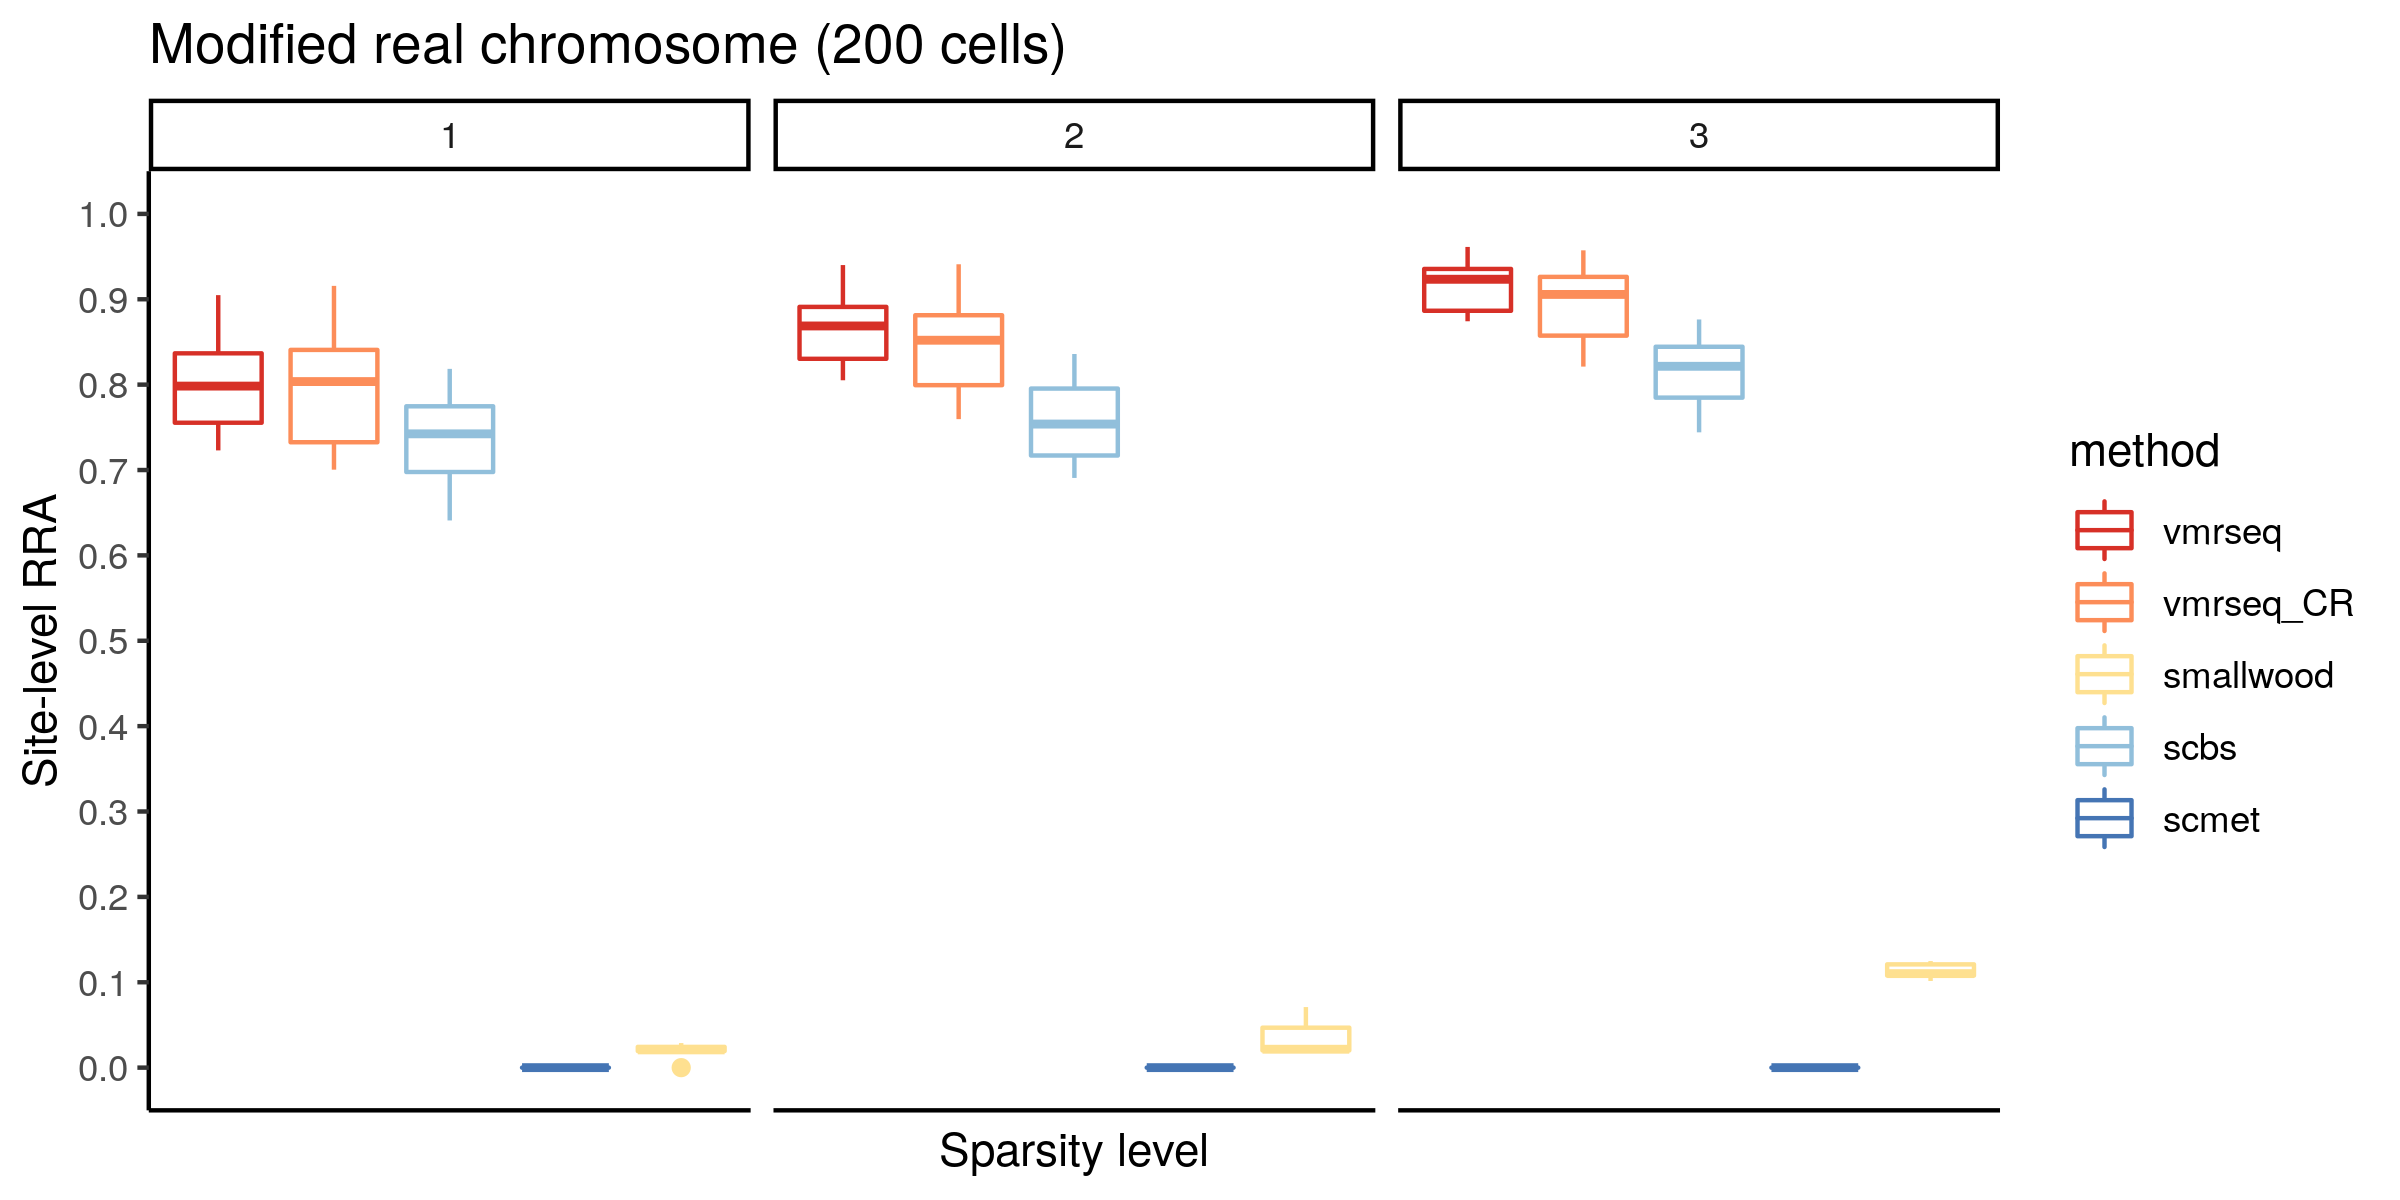 Modified real chromosome (200 cells)
1 2 3
1.0
0.9
0.8
0.7
0.6
0.5
0.4
0.3
0.2
0.1
0.0
Site-level RRA
Sparsity level
method
vmrseq
vmrseq_CR
smallwood
scbs
scmet